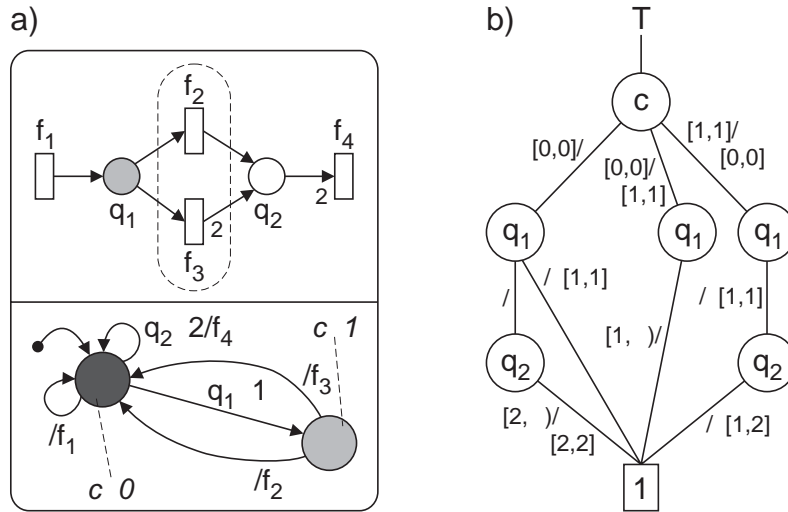 a)
f1
f2
f4
q1
q2
2
2
f3
q2 2/f4
c 1
/f3
q1 1
/f1
/f2
c 0
b)
T
c
[0,0]/
[0,0]/
[1,1]
[1,1]/
[0,0]
q1
q1
q1
/
/ [1,1]
[1, )/
/ [1,1]
q2
q2
[2, )/
[2,2]
/ [1,2]
1